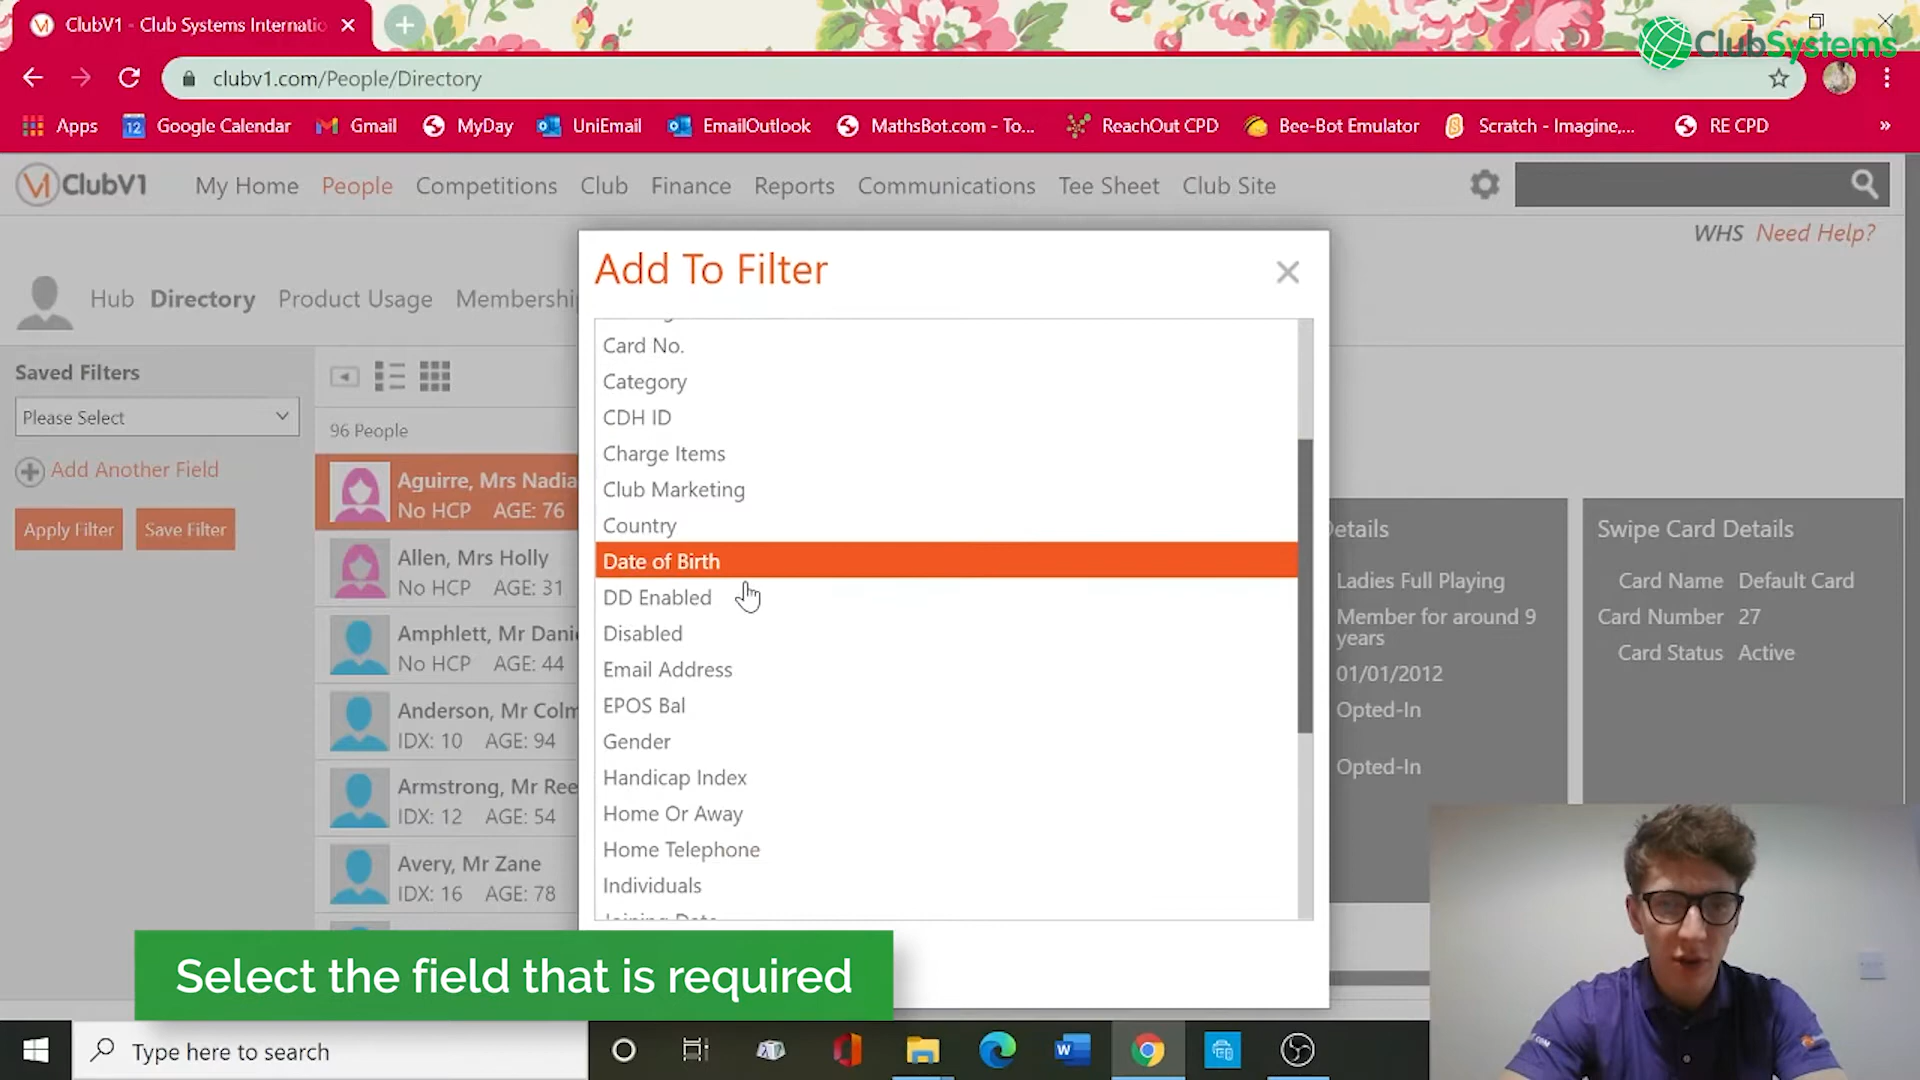 ClubV1 - Club Systems Internatio
ClubSystems
clubv1.com/People/Directory
Apps
12
Google Calendar
Gmail
MyDay
UniEmail
EmailOutlook
MathsBot.com - To...
ReachOut CPD
Bee-Bot Emulator
Scratch - Imagine,...
RE CPD
»
ClubV1
My Home People Competitions Club Finance Reports Communications Tee Sheet Club Site
WHS Need Help?
Hub Directory Product Usage Membership
Saved Filters
Please Select
Add Another Field
Apply Filter
Save Filter
96 People
Aguirre, Mrs Nadia
No HCP AGE: 76
Allen, Mrs Holly
No HCP AGE: 31
Amphlett, Mr Danie
No HCP AGE: 44
Anderson, Mr Colm
IDX: 10 AGE: 94
Armstrong, Mr Ree
IDX: 12 AGE: 54
Avery, Mr Zane
IDX: 16 AGE: 78
Add To Filter
Card No.
Category
CDH ID
Charge Items
Club Marketing
Country
Date of Birth
DD Enabled
Disabled
Email Address
EPOS Bal
Gender
Handicap Index
Home Or Away
Home Telephone
Individuals
Joining Date
Details
Ladies Full Playing
Member for around 9
years
01/01/2012
Opted-In
Opted-In
Swipe Card Details
Card Name Default Card
Card Number 27
Card Status Active
Select the field that is required
Type here to search